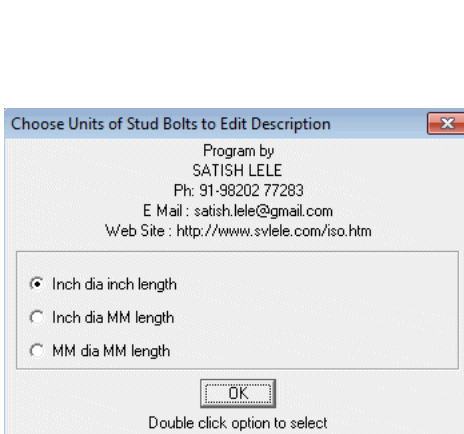 Choose Units of Stud Bolts to Edit Description
Program by
SATISH LELE
Ph: 91-98202 77283
E Mail : satish.lele@gmail.com
Web Site : http://www.svlele.com/iso.htm
Inch dia inch length
Inch dia MM length
MM dia MM length
OK
Double click option to select